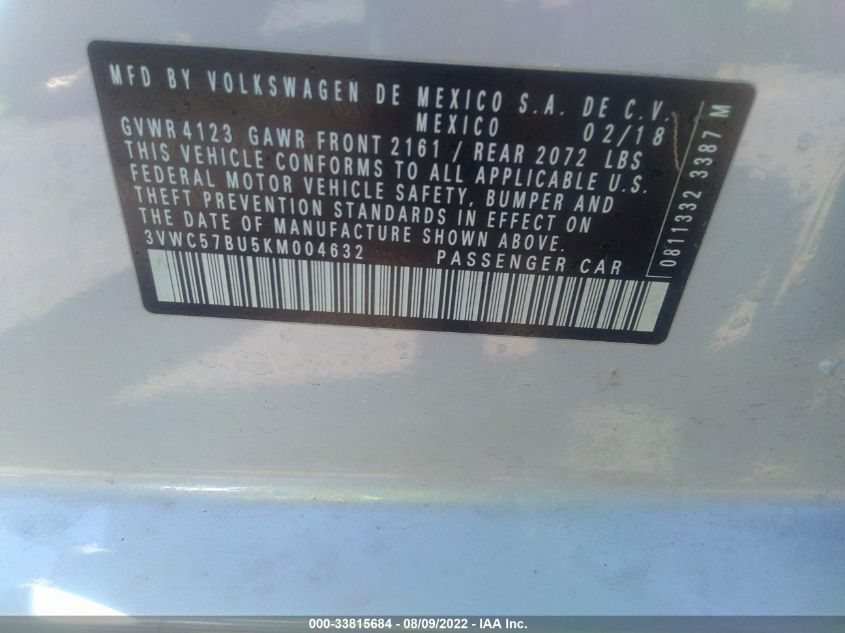 MFD BY VOLKSWAGEN DE MEXICO S.A. DE C.V.
MEXICO 02/18
GVWR 4123 GAWR FRONT 2161 / REAR 2072 LBS
THIS VEHICLE CONFORMS TO ALL APPLICABLE U.S.
FEDERAL MOTOR VEHICLE SAFETY, BUMPER AND
THEFT PREVENTION STANDARDS IN EFFECT ON
THE DATE OF MANUFACTURE SHOWN ABOVE.
3VWC57BU5KM004632 PASSENGER CAR
0811332 3387 M
000-33815684 - 08/09/2022 - IAA Inc.